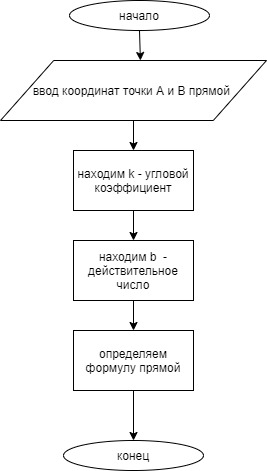 начало
ввод координат точки А и В прямой
находим k - угловой
коэффициент
находим b -
действительное
число
определяем
формулу прямой
конец